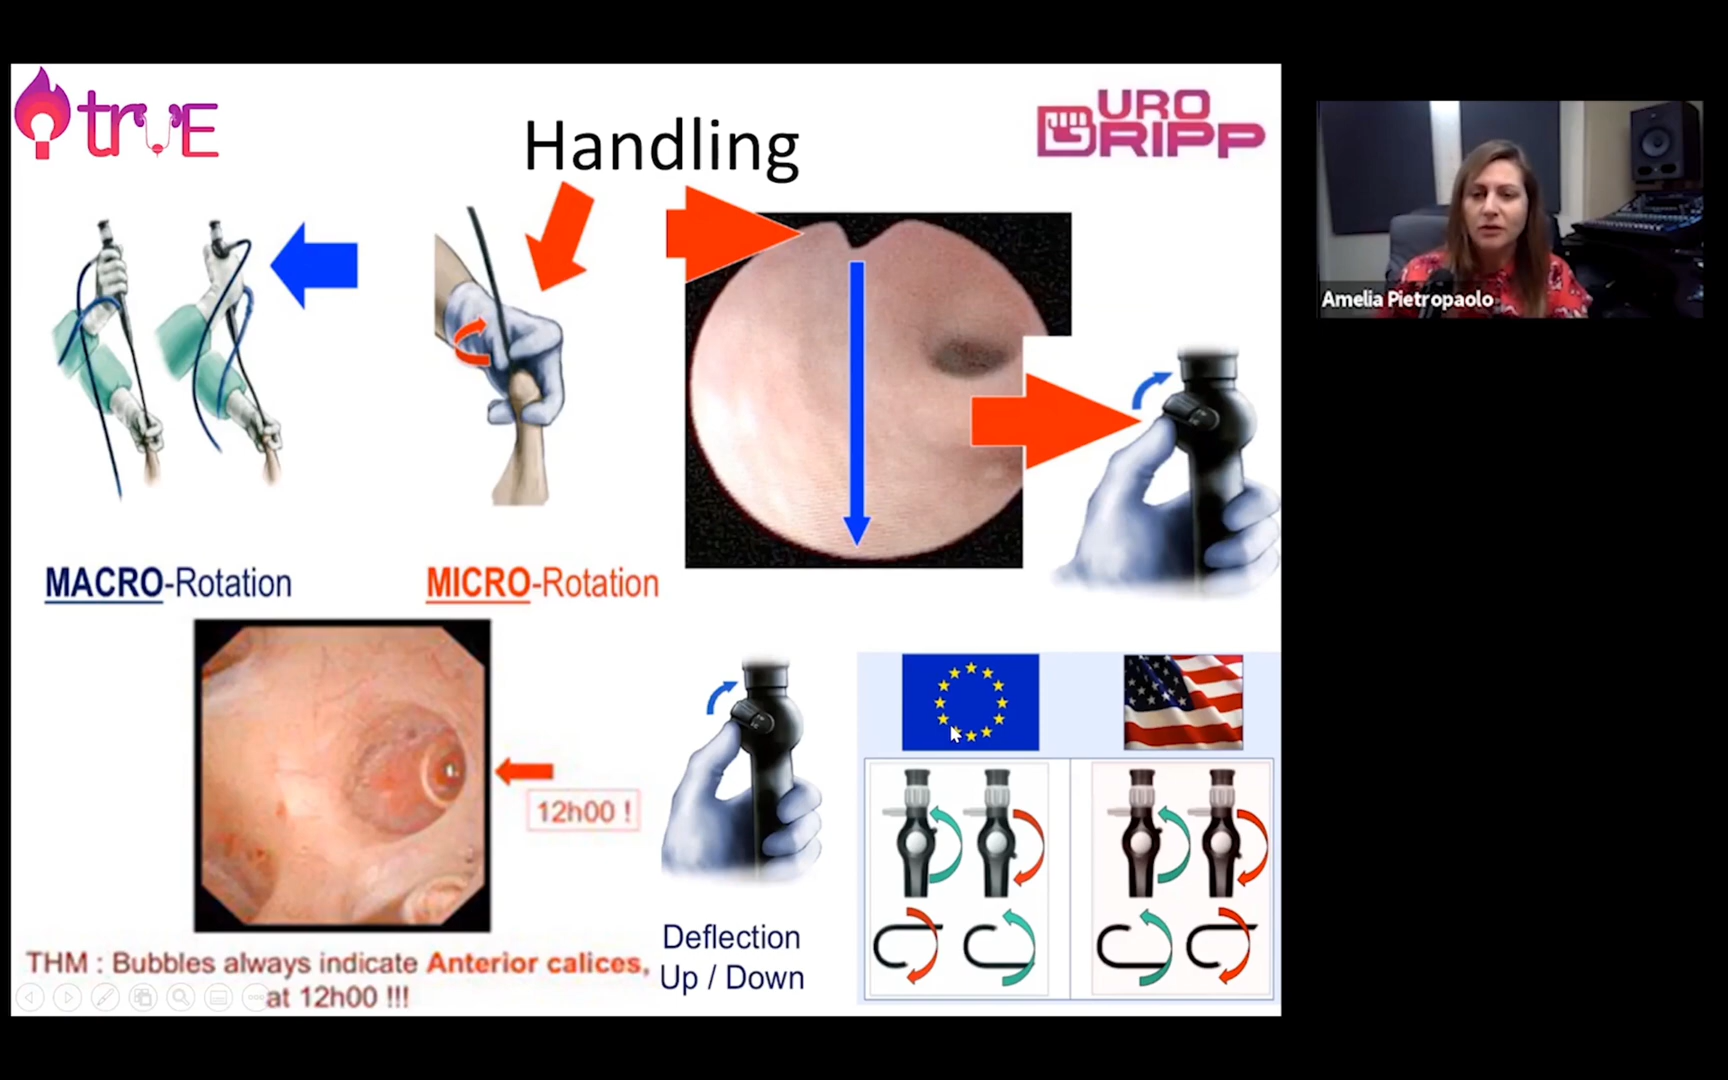 trUE
Handling
URO
GRIPP
Amelia Pietropaolo
MACRO-Rotation
MICRO-Rotation
12h00 !
THM : Bubbles always indicate Anterior calices,
at 12h00 !!!
Deflection
Up / Down